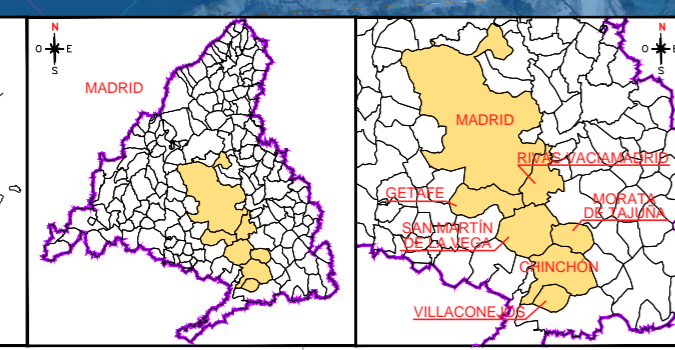 N
O E
S
MADRID
N
O E
S
MADRID
RIVAS VACIAMADRID
GETAFE
MORATA
DE TAJUÑA
SAN MARTÍN
DE LA VEGA
CHINCHÓN
VILLACONEJOS